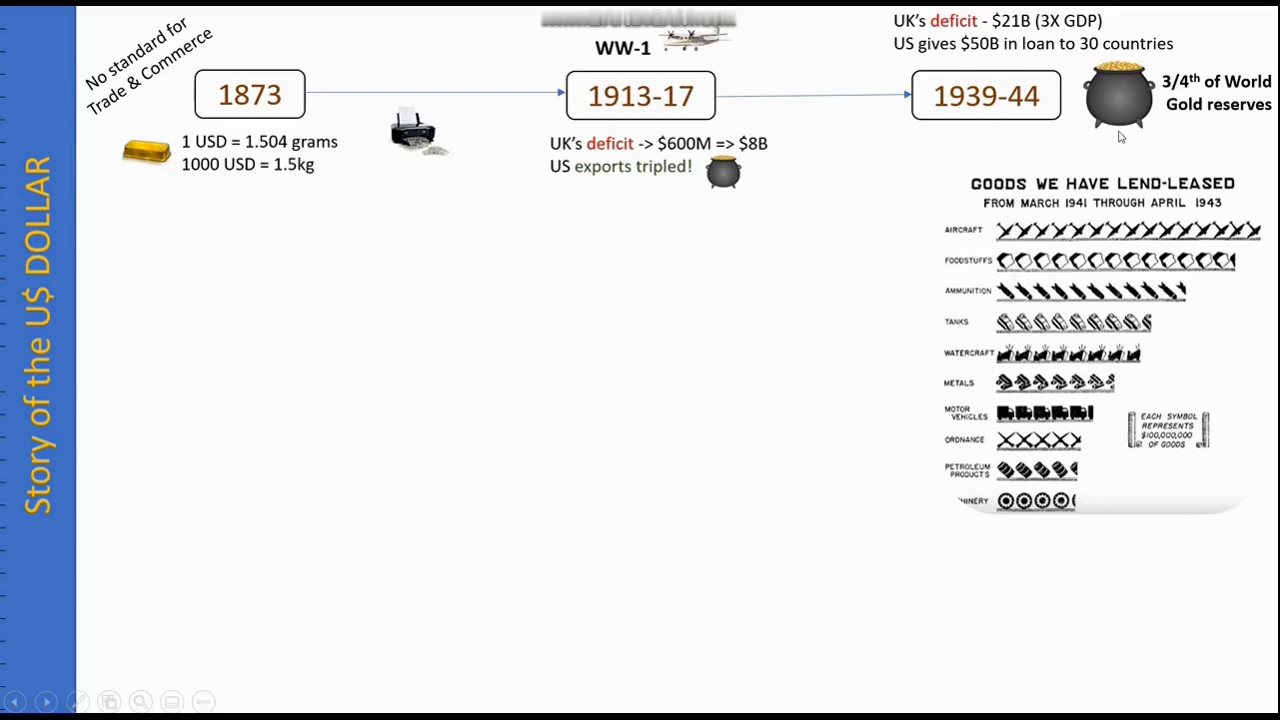 Story of the U$ DOLLAR
No standard for
Trade & Commerce
1873
1 USD = 1.504 grams
1000 USD = 1.5kg
WW-1
1913-17
UK's deficit -> $600M => $8B
US exports tripled!
UK's deficit - $21B (3X GDP)
US gives $50B in loan to 30 countries
1939-44
3/4th of World
Gold reserves
GOODS WE HAVE LEND-LEASED
FROM MARCH 1941 THROUGH APRIL 1943
AIRCRAFT
FOODSTUFFS
AMMUNITION
TANKS
WATERCRAFT
METALS
MOTOR
VEHICLES
ORDNANCE
PETROLEUM
PRODUCTS
HINERY
EACH SYMBOL
REPRESENTS
$100,000,000
OF GOODS